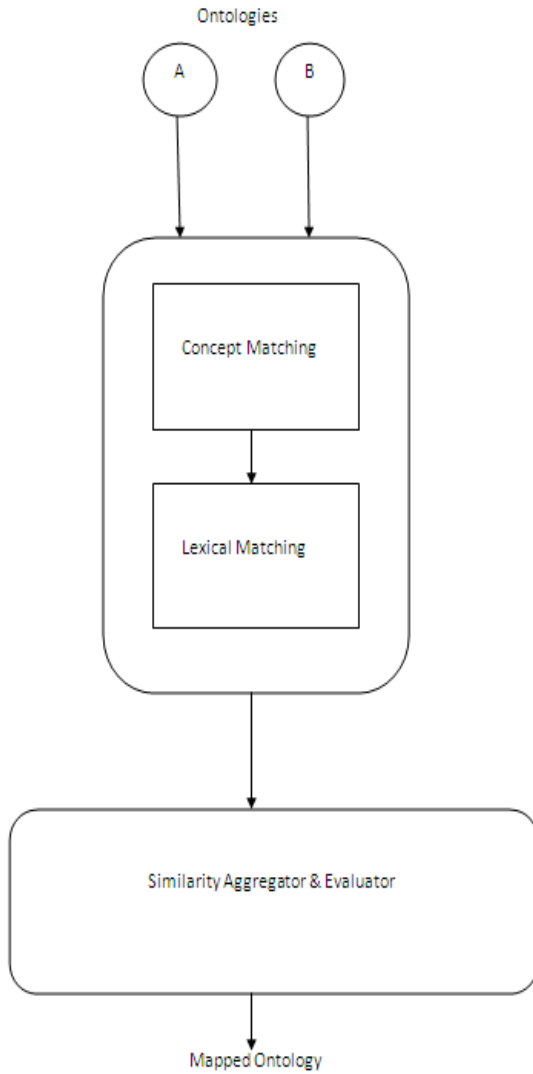 Ontologies
A
B
Concept Matching
Lexical Matching
Similarity Aggregator & Evaluator
Mapped Ontology